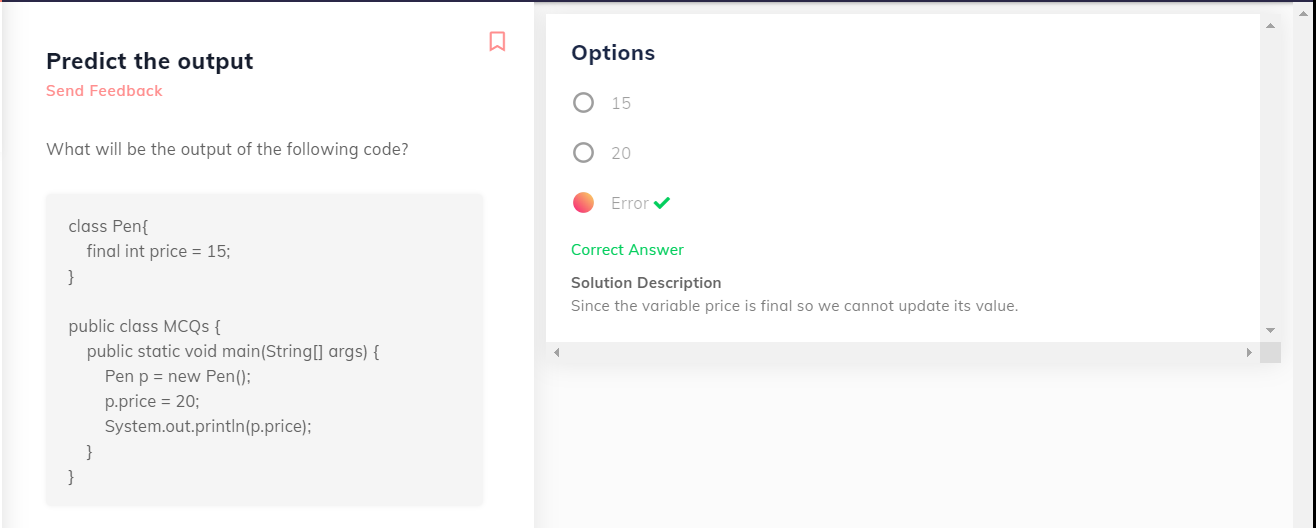 Predict the output
Send Feedback
What will be the output of the following code?
class Pen{
    final int price = 15;
}
public class MCQs {
    public static void main(String[] args) {
        Pen p = new Pen();
        p.price = 20;
        System.out.println(p.price);
    }
}
Options
15
20
Error
Correct Answer
Solution Description
Since the variable price is final so we cannot update its value.